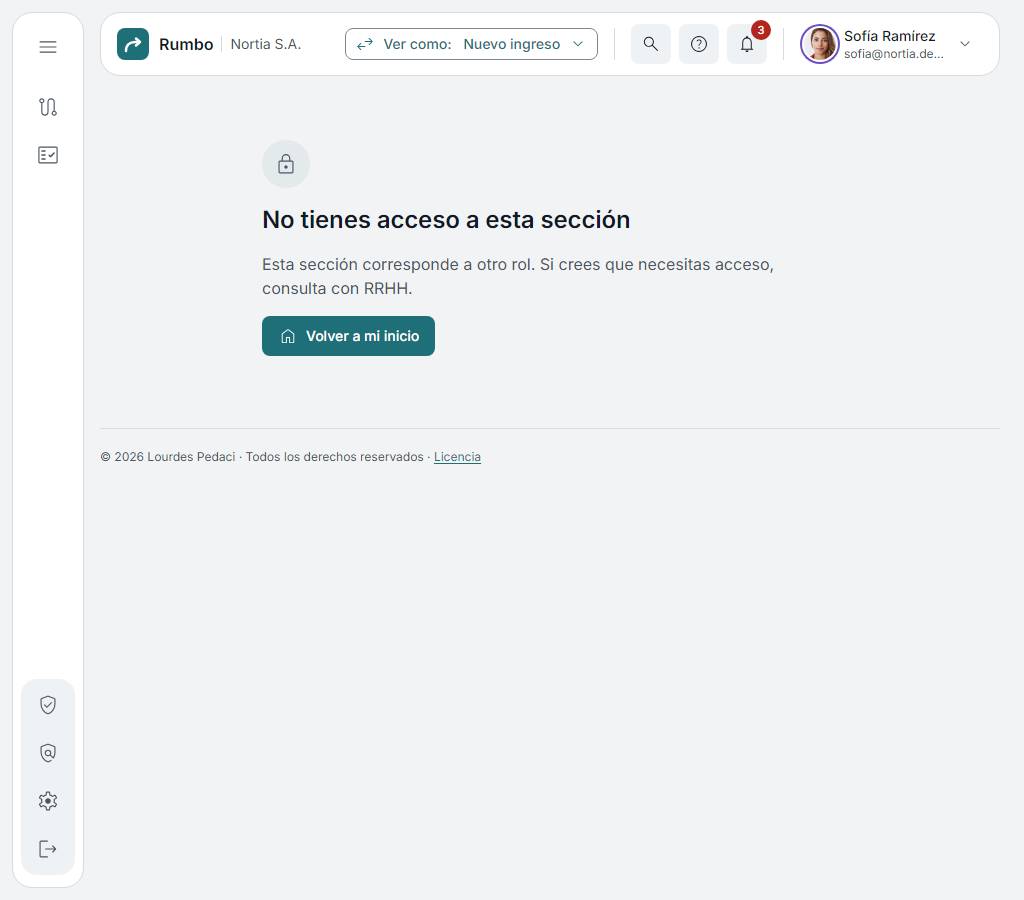 Rumbo
Nortia S.A.
Ver como: Nuevo ingreso
3
Sofía Ramírez
sofia@nortia.de...
No tienes acceso a esta sección
Esta sección corresponde a otro rol. Si crees que necesitas acceso,
consulta con RRHH.
Volver a mi inicio
© 2026 Lourdes Pedaci · Todos los derechos reservados · Licencia